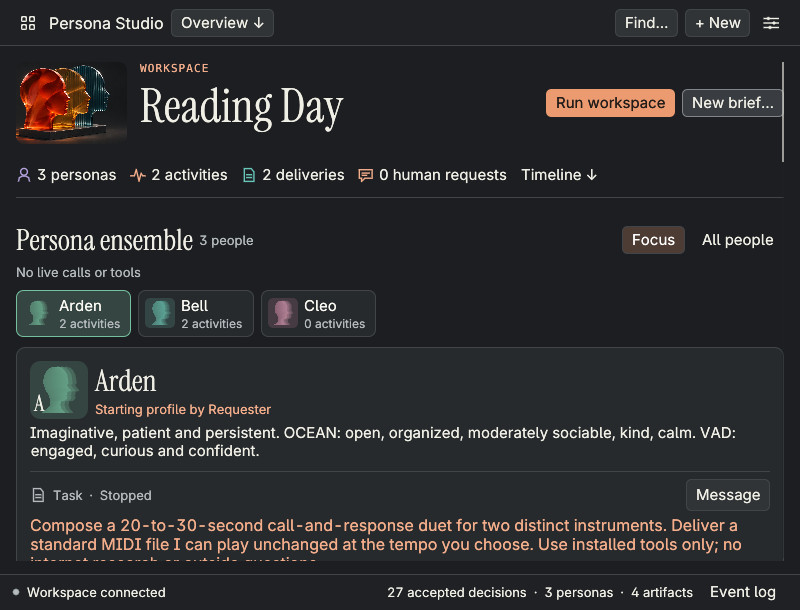 Persona Studio Overview ↓ Find... + New
WORKSPACE
Reading Day
Run workspace New brief...
3 personas 2 activities 2 deliveries 0 human requests Timeline ↓
Persona ensemble 3 people Focus All people
No live calls or tools
Arden Bell Cleo
2 activities 2 activities 0 activities
A Arden
Starting profile by Requester
Imaginative, patient and persistent. OCEAN: open, organized, moderately sociable, kind, calm. VAD:
engaged, curious and confident.
Task · Stopped Message
Compose a 20-to-30-second call-and-response duet for two distinct instruments. Deliver a
standard MIDI file I can play unchanged at the tempo you choose. Use installed tools only; no
internet research or outside questions.
Workspace connected 27 accepted decisions · 3 personas · 4 artifacts Event log